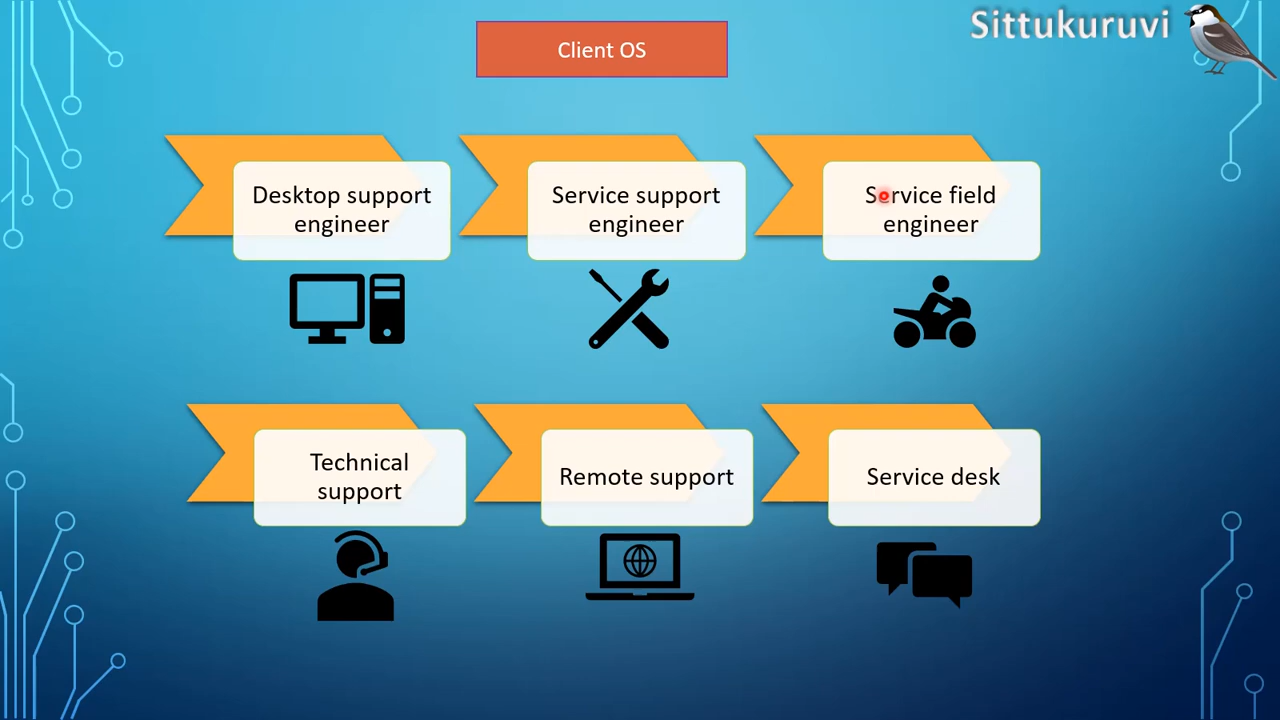 Sittukuruvi
Client OS
Desktop support
engineer
Service support
engineer
Service field
engineer
Technical
support
Remote support
Service desk